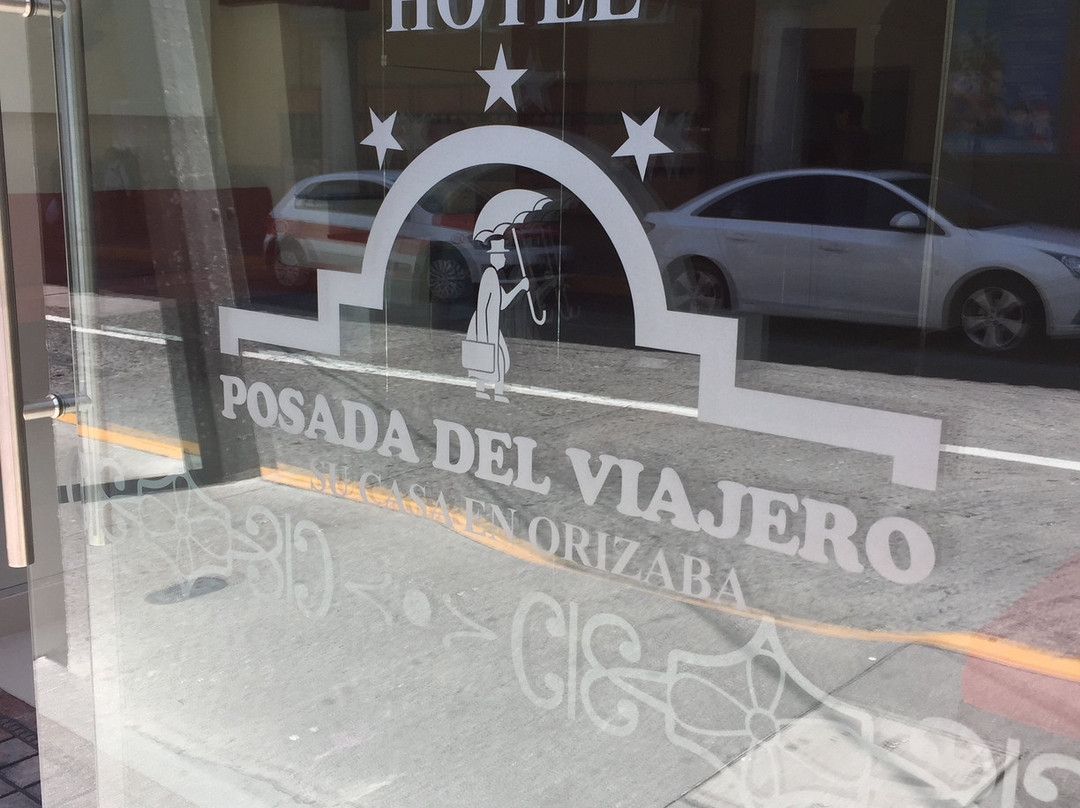 HOTEL
POSADA DEL VIAJERO
SU CASA EN ORIZABA